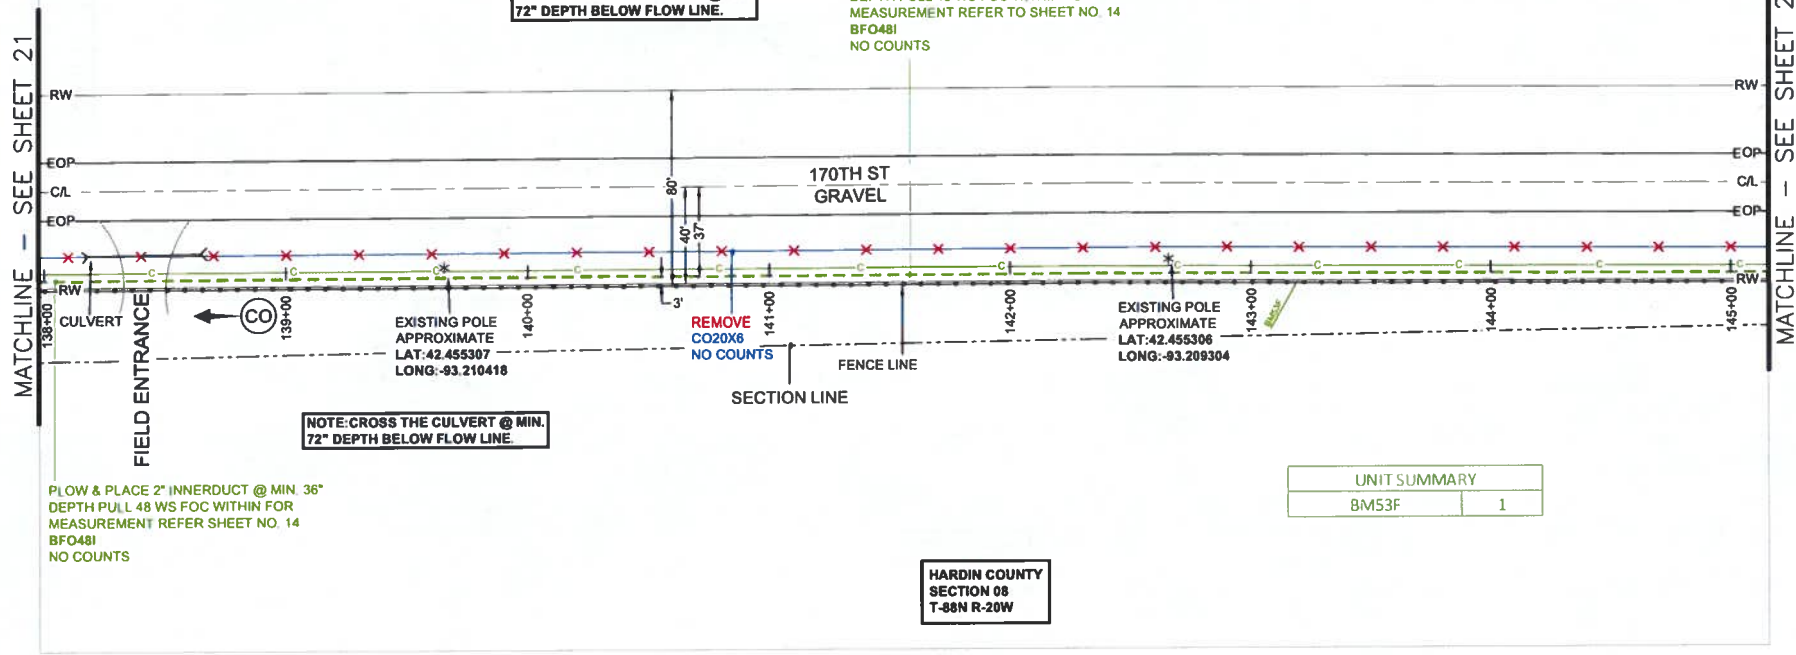 72" DEPTH BELOW FLOW LINE.
MEASUREMENT REFER TO SHEET NO. 14
BFO48I
NO COUNTS
MATCHLINE - SEE SHEET 21
MATCHLINE - SEE SHEET
RW
RW
EOP
EOP
C/L
C/L
EOP
EOP
RW
RW
170TH ST
GRAVEL
80'
40'
37'
3'
C
C
C
C
C
C
C
C
C
C
C
C
138+00
139+00
140+00
141+00
142+00
143+00
144+00
145+00
CULVERT
FIELD ENTRANCE
CO
EXISTING POLE
APPROXIMATE
LAT:42.455307
LONG:-93.210418
REMOVE
CO20X6
NO COUNTS
SECTION LINE
FENCE LINE
EXISTING POLE
APPROXIMATE
LAT:42.455306
LONG:-93.209304
BM53F
NOTE:CROSS THE CULVERT @ MIN.
72" DEPTH BELOW FLOW LINE.
PLOW & PLACE 2" INNERDUCT @ MIN. 36"
DEPTH PULL 48 WS FOC WITHIN FOR
MEASUREMENT REFER SHEET NO. 14
BFO48I
NO COUNTS
UNIT SUMMARY
BM53F 1
HARDIN COUNTY
SECTION 08
T-88N R-20W